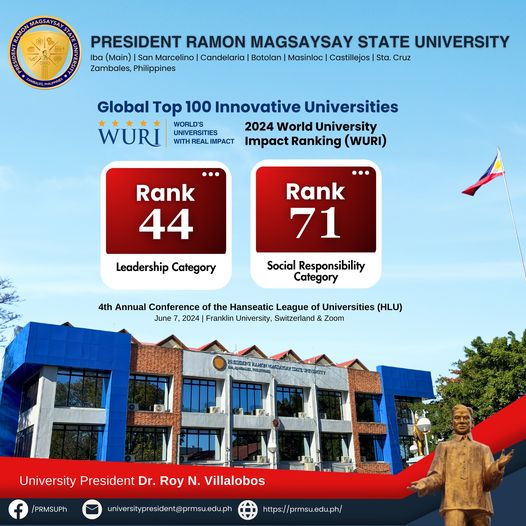 PRESIDENT RAMON MAGSAYSAY STATE UNIVERSITY
Iba (Main) | San Marcelino | Candelaria | Botolan | Masinloc | Castillejos | Sta. Cruz
Zambales, Philippines
Global Top 100 Innovative Universities
WURI
WORLD'S
UNIVERSITIES
WITH REAL IMPACT
2024 World University
Impact Ranking (WURI)
Rank
44
Leadership Category
Rank
71
Social Responsibility
Category
4th Annual Conference of the Hanseatic League of Universities (HLU)
June 7, 2024 | Franklin University, Switzerland & Zoom
PRESIDENT RAMON MAGSAYSAY STATE UNIVERSITY
University President Dr. Roy N. Villalobos
/PRMSUPh
universitypresident@prmsu.edu.ph
https://prmsu.edu.ph/